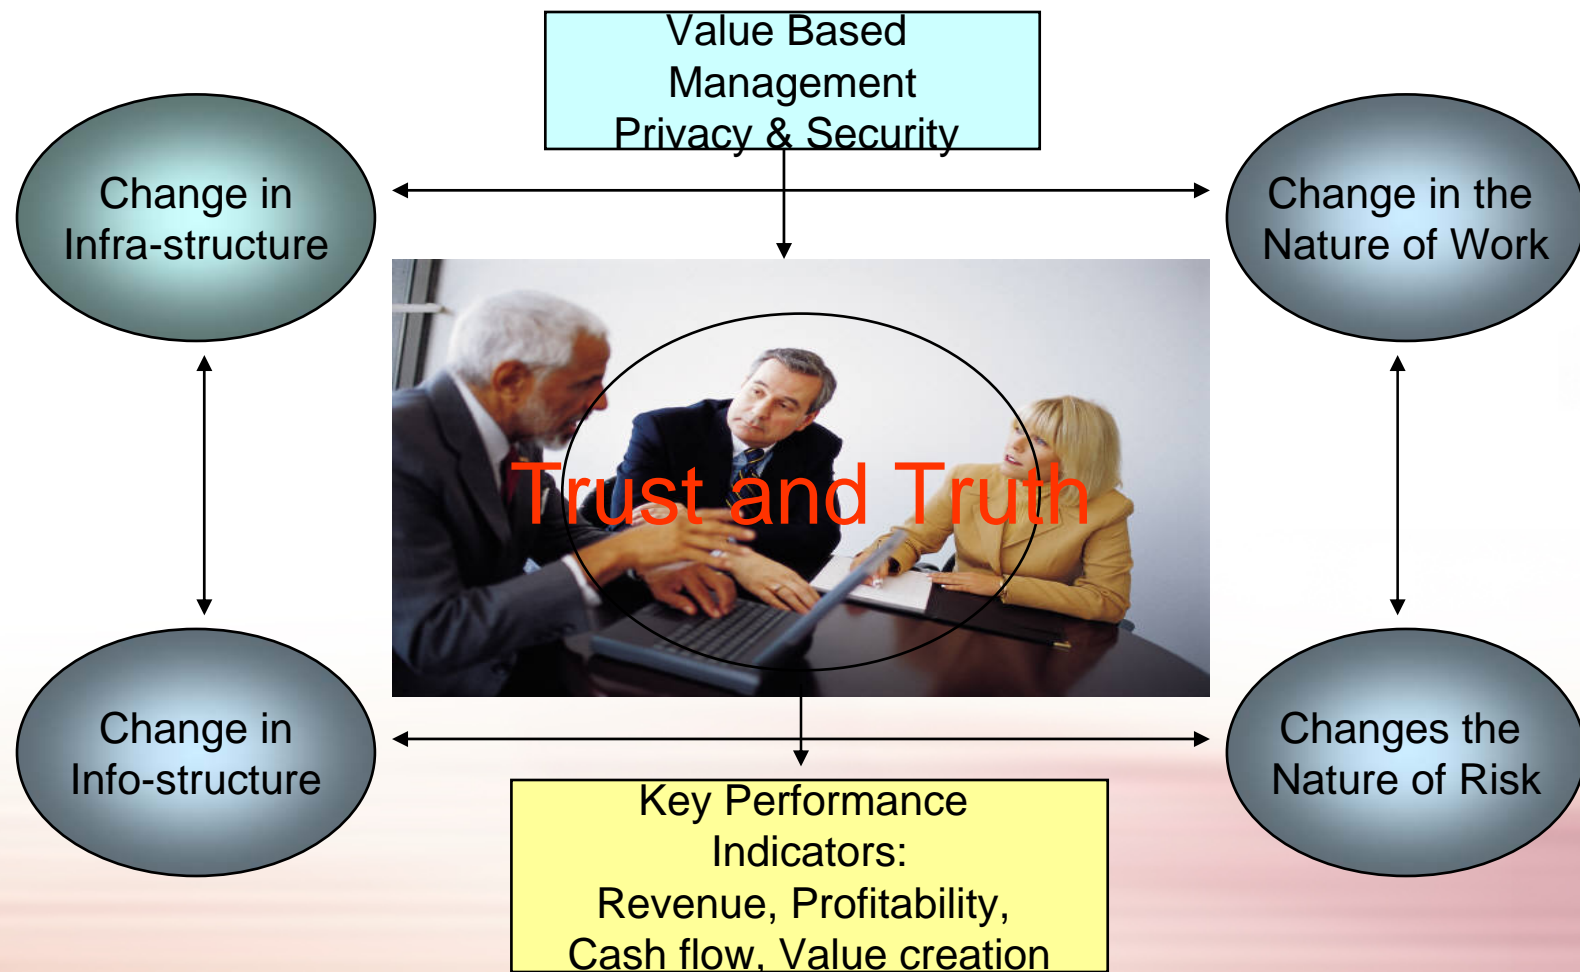 Value Based
Management
Privacy & Security
Change in
Infra-structure
Change in the
Nature of Work
Trust and Truth
Change in
Info-structure
Changes the
Nature of Risk
Key Performance
Indicators:
Revenue, Profitability,
Cash flow, Value creation